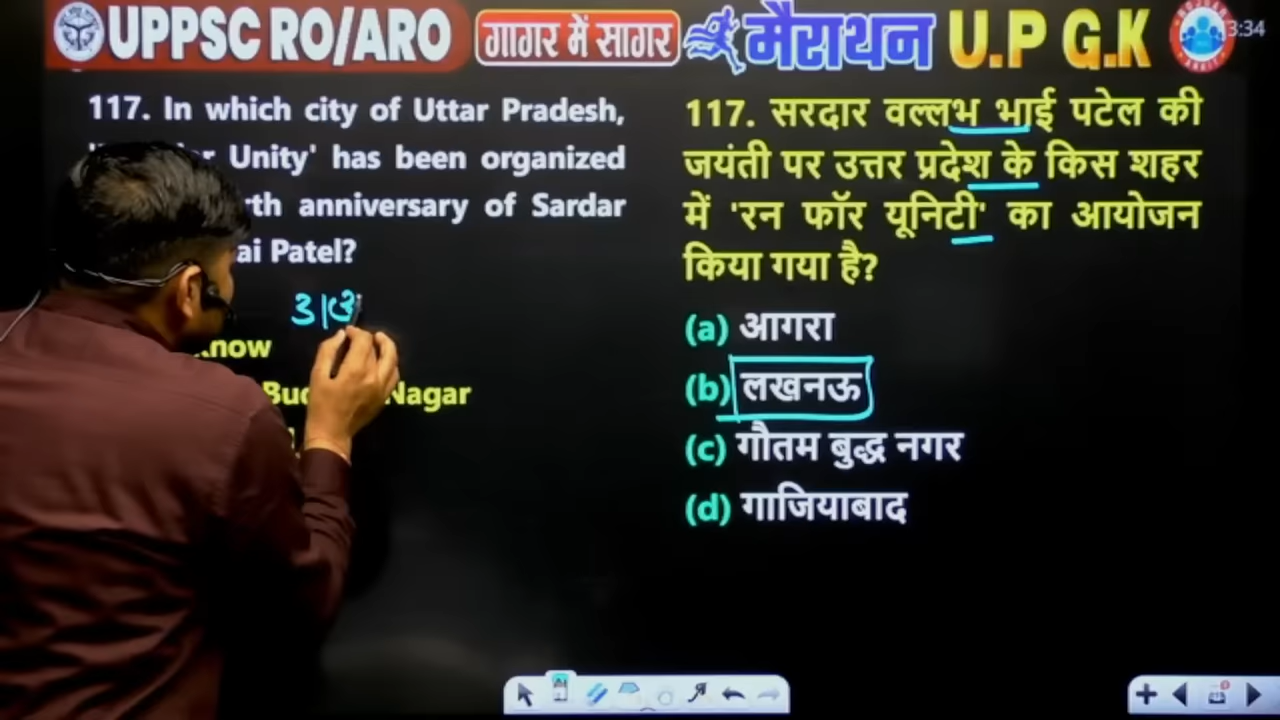 UPPSC RO/ARO गागर में सागर मैराथन U.P G.K
3:34
117. In which city of Uttar Pradesh,
Unity' has been organized
anniversary of Sardar
Patel?
117. सरदार वल्लभ भाई पटेल की
जयंती पर उत्तर प्रदेश के किस शहर
में 'रन फॉर यूनिटी' का आयोजन
किया गया है?
(a) आगरा
(b) लखनऊ
(c) गौतम बुद्ध नगर
(d) गाजियाबाद
Nagar